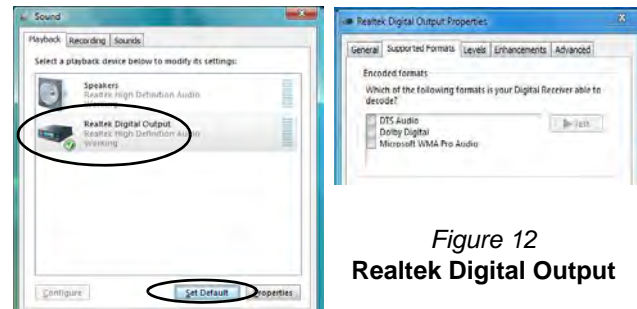 Sound
Playback Recording Sounds
Select a playback device below to modify its settings:
Speakers
Realtek High Definition Audio
Working
Realtek Digital Output
Realtek High Definition Audio
Working
Configure Set Default Properties
Realtek Digital Output Properties
General Supported Formats Levels Enhancements Advanced
Encoded formats
Which of the following formats is your Digital Receiver able to
decode?
DTS Audio
Dolby Digital
Microsoft WMA Pro Audio
Test
Figure 12
Realtek Digital Output